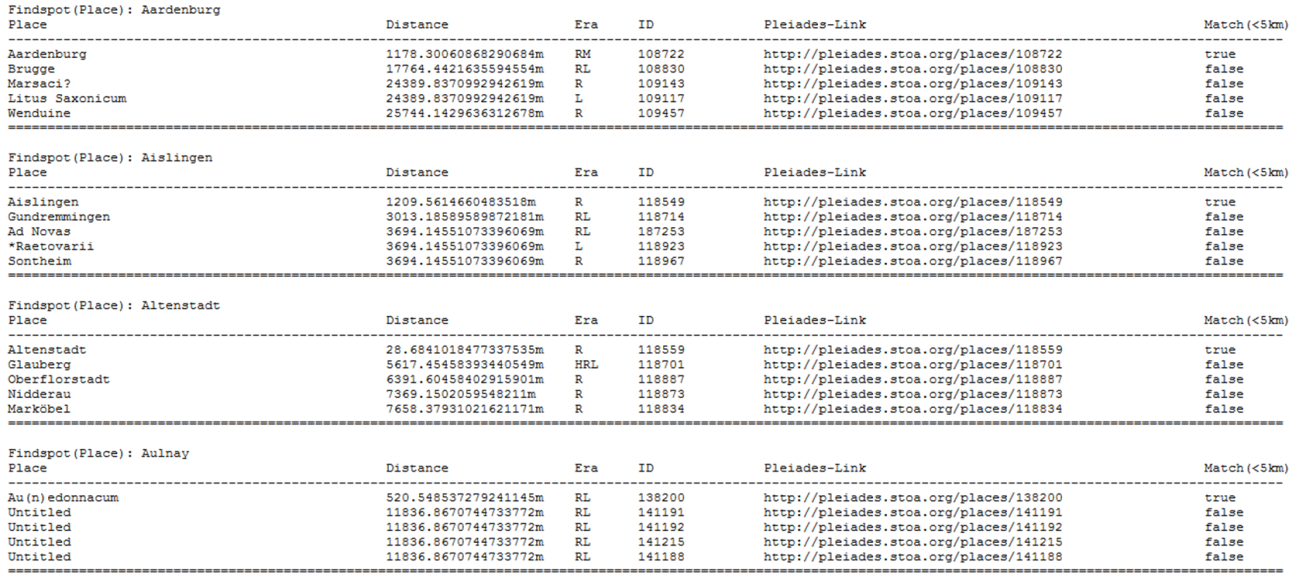 Findspot(Place): Aardenburg
Place Distance Era ID Pleiades-Link Match(<5km)
Aardenburg 1178.30060868290684m RM 108722 http://pleiades.stoa.org/places/108722 true
Brugge 17764.4421635594554m RL 108830 http://pleiades.stoa.org/places/108830 false
Marsaci? 24389.8370992942619m R 109143 http://pleiades.stoa.org/places/109143 false
Litus Saxonicum 24389.8370992942619m L 109117 http://pleiades.stoa.org/places/109117 false
Wenduine 25744.1429636312678m R 109457 http://pleiades.stoa.org/places/109457 false
Findspot(Place): Aislingen
Place Distance Era ID Pleiades-Link Match(<5km)
Aislingen 1209.5614660483518m R 118549 http://pleiades.stoa.org/places/118549 true
Gundremmingen 3013.18589589872181m RL 118714 http://pleiades.stoa.org/places/118714 false
Ad Novas 3694.14551073396069m RL 187253 http://pleiades.stoa.org/places/187253 false
*Raetovarii 3694.14551073396069m L 118923 http://pleiades.stoa.org/places/118923 false
Sontheim 3694.14551073396069m R 118967 http://pleiades.stoa.org/places/118967 false
Findspot(Place): Altenstadt
Place Distance Era ID Pleiades-Link Match(<5km)
Altenstadt 28.6841018477337535m R 118559 http://pleiades.stoa.org/places/118559 true
Glauberg 5617.45458393440549m HRL 118701 http://pleiades.stoa.org/places/118701 false
Oberflorstadt 6391.60458402915901m R 118887 http://pleiades.stoa.org/places/118887 false
Nidderau 7369.1502059548211m R 118873 http://pleiades.stoa.org/places/118873 false
Marköbel 7658.37931021621171m R 118834 http://pleiades.stoa.org/places/118834 false
Findspot(Place): Aulnay
Place Distance Era ID Pleiades-Link Match(<5km)
Au(n)edonnacum 520.548537279241145m RL 138200 http://pleiades.stoa.org/places/138200 true
Untitled 11836.8670744733772m RL 141191 http://pleiades.stoa.org/places/141191 false
Untitled 11836.8670744733772m RL 141192 http://pleiades.stoa.org/places/141192 false
Untitled 11836.8670744733772m RL 141215 http://pleiades.stoa.org/places/141215 false
Untitled 11836.8670744733772m RL 141188 http://pleiades.stoa.org/places/141188 false